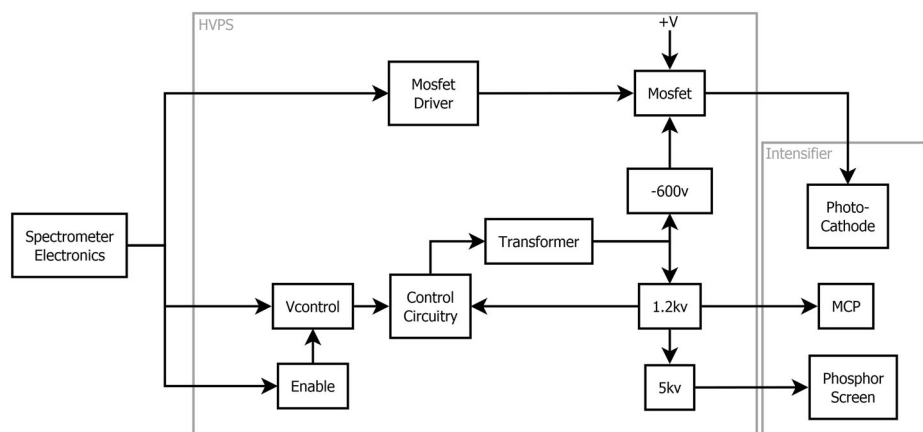 HVPS
+V
Mosfet
Driver
Mosfet
Intensifier
-600v
Photo-
Cathode
Spectrometer
Electronics
Transformer
Vcontrol
Control
Circuitry
1.2kv
MCP
Enable
5kv
Phosphor
Screen